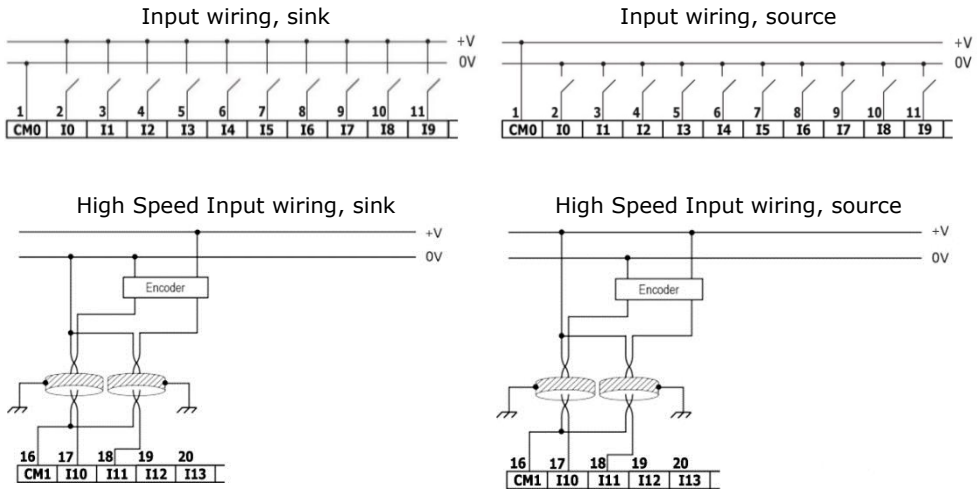 Input wiring, sink
+V
0V
1 2 3 4 5 6 7 8 9 10 11
CM0 I0 I1 I2 I3 I4 I5 I6 I7 I8 I9
Input wiring, source
+V
0V
1 2 3 4 5 6 7 8 9 10 11
CM0 I0 I1 I2 I3 I4 I5 I6 I7 I8 I9
High Speed Input wiring, sink
+V
0V
Encoder
16 17 18 19 20
CM1 I10 I11 I12 I13
High Speed Input wiring, source
+V
0V
Encoder
16 17 18 19 20
CM1 I10 I11 I12 I13